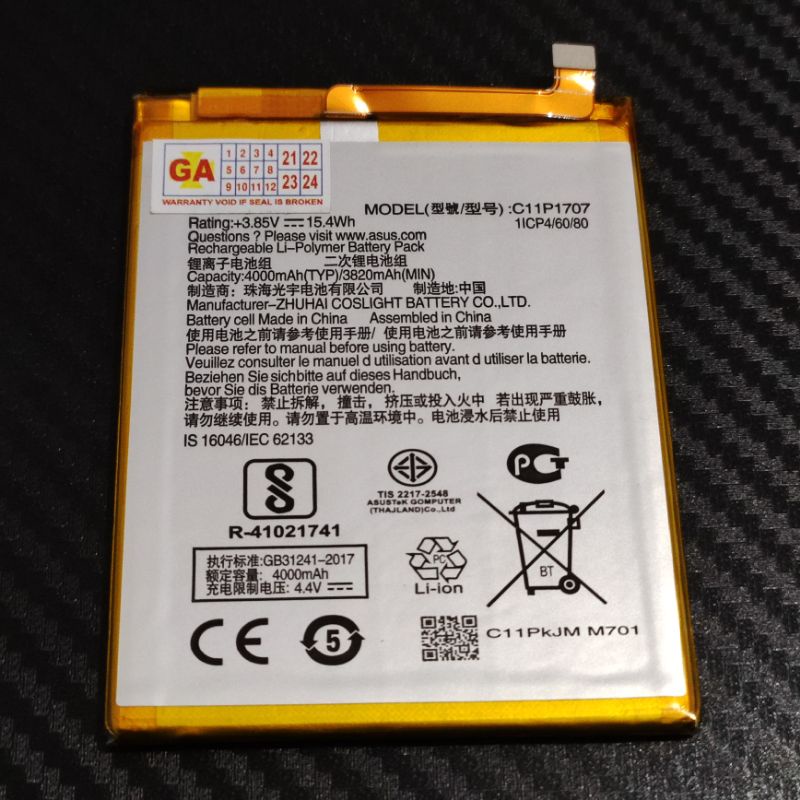 GA
1 2 3 4 21 22
5 6 7 8
9 10 11 12 23 24
WARRANTY VOID IF SEAL IS BROKEN
MODEL(型號/型号) :C11P1707
Rating:+3.85V 15.4Wh 1ICP4/60/80
Questions ? Please visit www.asus.com
Rechargeable Li-Polymer Battery Pack
锂离子电池组 二次锂电池组
Capacity:4000mAh(TYP)/3820mAh(MIN)
制造商: 珠海光宇电池有限公司 制造地:中国
Manufacturer-ZHUHAI COSLIGHT BATTERY CO.,LTD.
Battery cell Made in China Assembled in China
使用电池之前请参考使用手册/ 使用电池之前请参考使用手册
Please refer to manual before using battery.
Veuillez consulter le manuel d utilisation avant d utiliser la batterie.
Beziehen Sie sichbitte auf dieses Handbuch,
bevor Sie dis Batterie verwenden.
注意事项: 禁止拆解, 撞击, 挤压或投入火中 若出现严重鼓胀,
请勿继续使用。请勿置于高温环境中。电池浸水后禁止使用!
IS 16046/IEC 62133
R-41021741
TIS 2217-2548
ASUSTeK GOMPUTER
(THAJLAND)Co.,Ltd
PCT
执行标准:GB31241-2017
额定容量: 4000mAh
充电限制电压: 4.4V
PC
Li-ion
BT
CE
5
C11PkJM M701